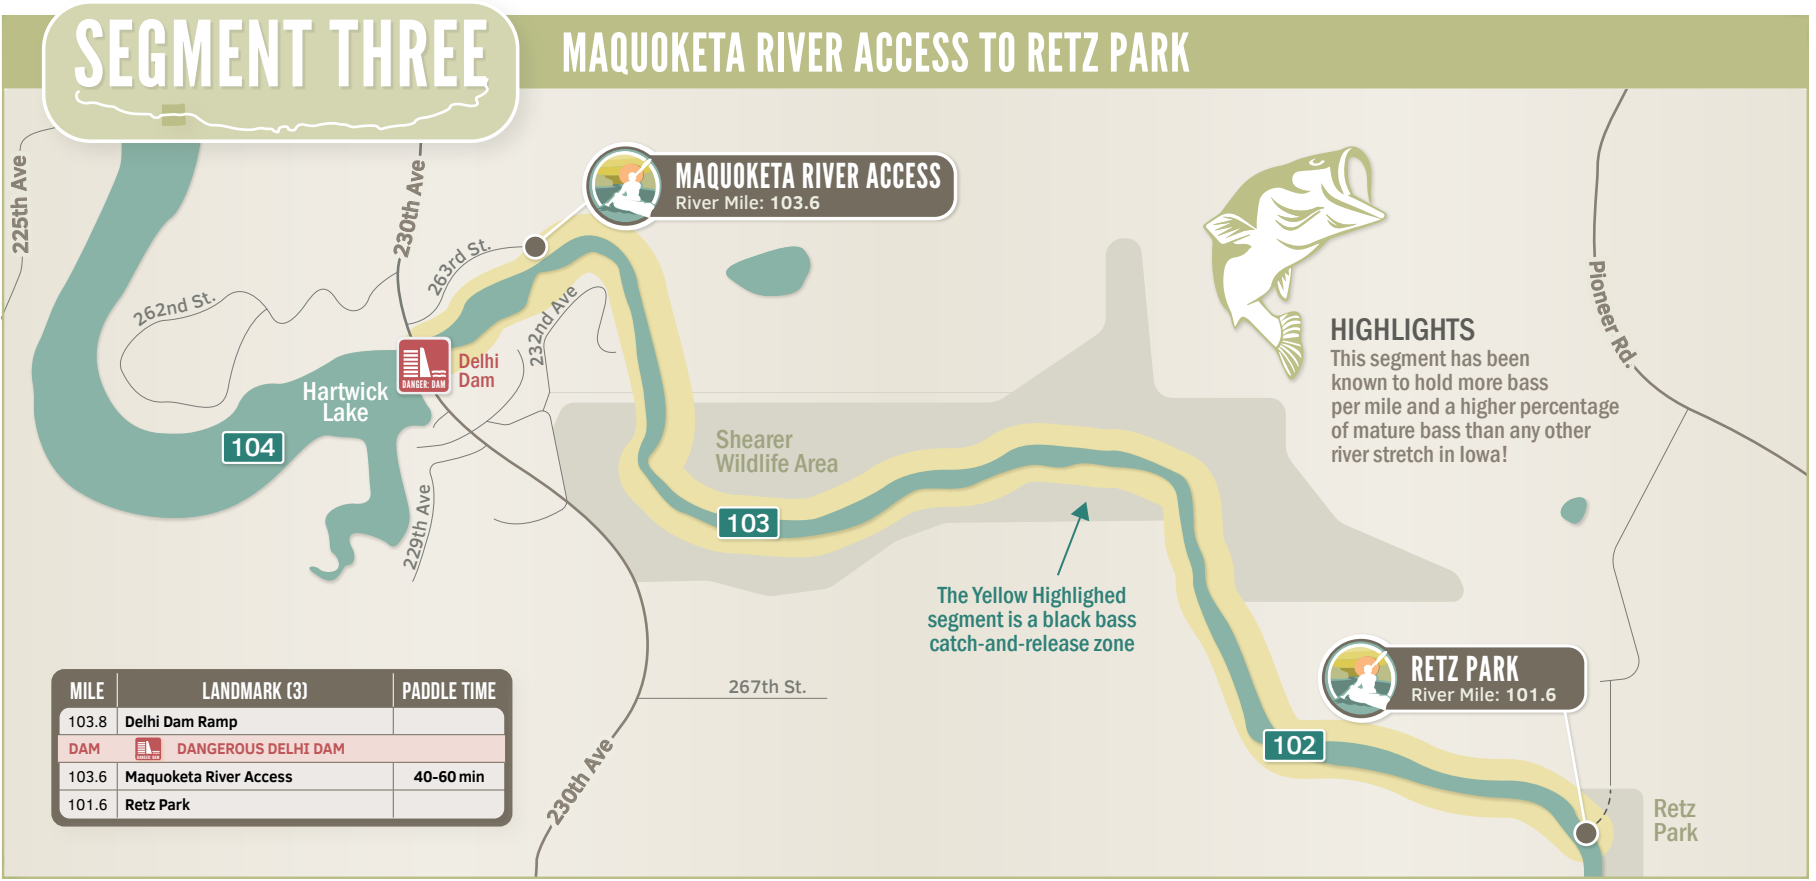 SEGMENT THREE
MAQUOKETA RIVER ACCESS TO RETZ PARK
225th Ave
230th Ave
262nd St.
263rd St.
232nd Ave
MAQUOKETA RIVER ACCESS
River Mile: 103.6
DANGER: DAM
Delhi
Dam
Hartwick
Lake
104
229th Ave
Shearer
Wildlife Area
103
Pioneer Rd.
HIGHLIGHTS
This segment has been
known to hold more bass
per mile and a higher percentage
of mature bass than any other
river stretch in Iowa!
The Yellow Highlighed
segment is a black bass
catch-and-release zone
267th St.
230th Ave
RETZ PARK
River Mile: 101.6
102
Retz
Park
MILE LANDMARK (3) PADDLE TIME
103.8 Delhi Dam Ramp
DAM DANGER: DAM DANGEROUS DELHI DAM
103.6 Maquoketa River Access 40-60 min
101.6 Retz Park